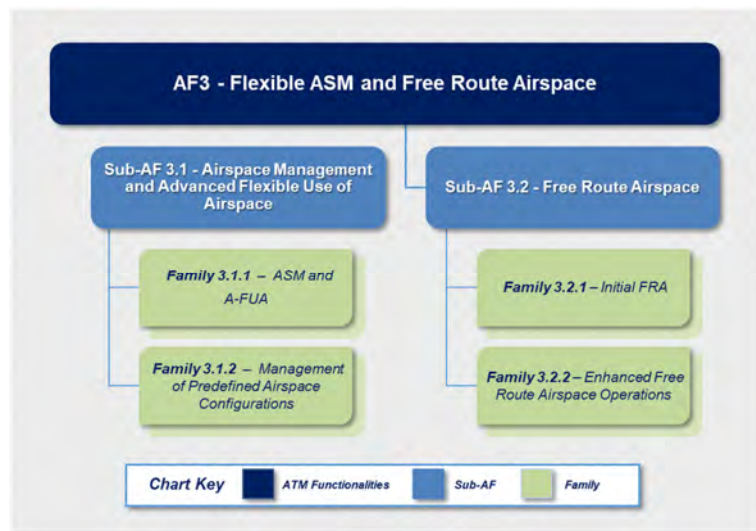 AF3 - Flexible ASM and Free Route Airspace
Sub-AF 3.1 - Airspace Management
and Advanced Flexible Use of
Airspace
Sub-AF 3.2 - Free Route Airspace
Family 3.1.1 – ASM and
A-FUA
Family 3.2.1 – Initial FRA
Family 3.1.2 – Management
of Predefined Airspace
Configurations
Family 3.2.2 – Enhanced Free
Route Airspace Operations
Chart Key
ATM Functionalities
Sub-AF
Family